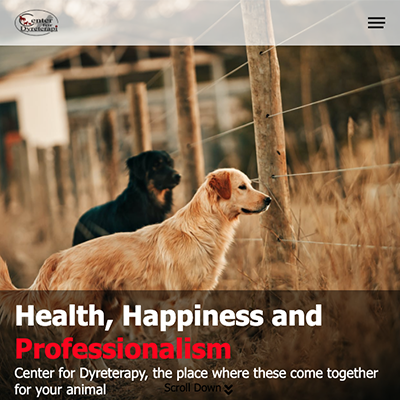 Center
Dyreterapi
Health, Happiness and
Professionalism
Center for Dyreterapy, the place where these come together
for your animal
Scroll Down